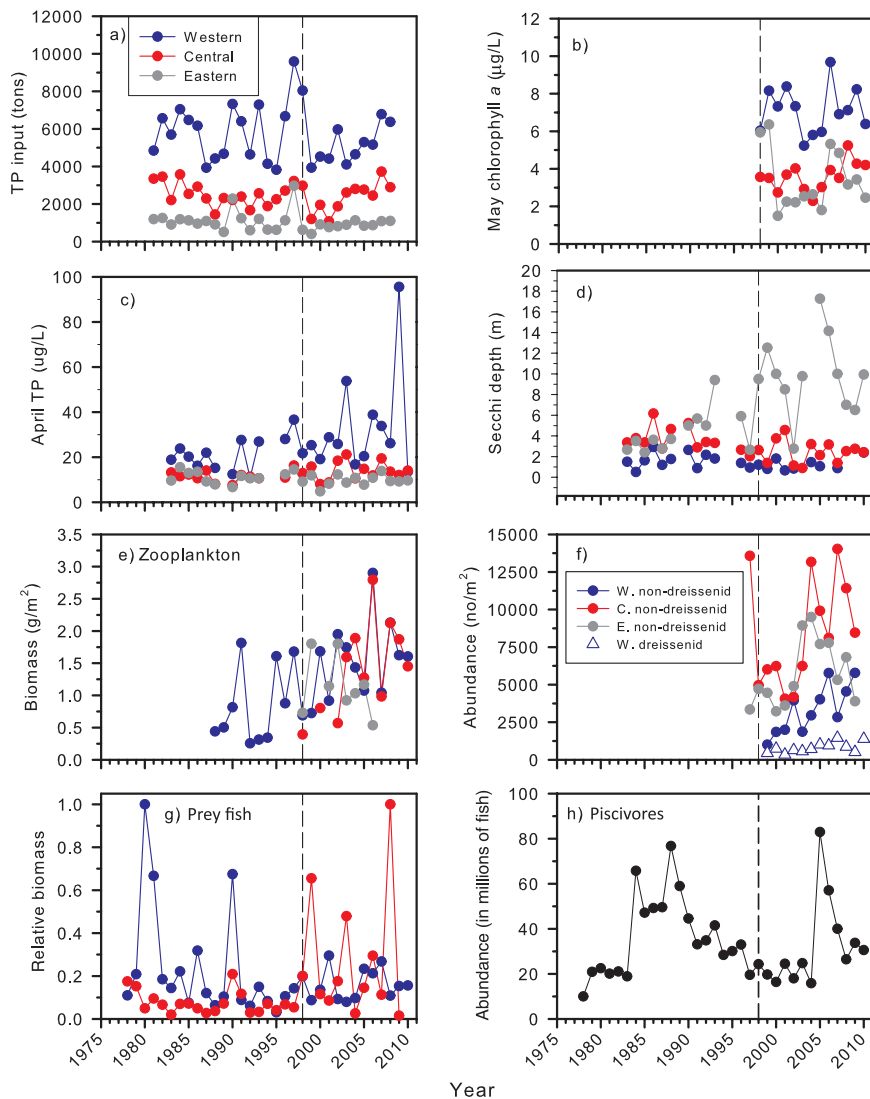 a)
Western
Central
Eastern
TP input (tons)
12000
10000
8000
6000
4000
2000
0
b)
May chlorophyll a (µg/L)
12
10
8
6
4
2
0
c)
April TP (ug/L)
100
80
60
40
20
0
d)
Secchi depth (m)
20
18
16
14
12
10
8
6
4
2
0
e) Zooplankton
Biomass (g/m²)
3.5
3.0
2.5
2.0
1.5
1.0
0.5
0.0
f)
W. non-dreissenid
C. non-dreissenid
E. non-dreissenid
W. dreissenid
Abundance (no/m²)
15000
12500
10000
7500
5000
2500
0
g) Prey fish
Relative biomass
1.0
0.8
0.6
0.4
0.2
0.0
1975 1980 1985 1990 1995 2000 2005 2010
h) Piscivores
Abundance (in millions of fish)
100
80
60
40
20
0
1975 1980 1985 1990 1995 2000 2005 2010
Year